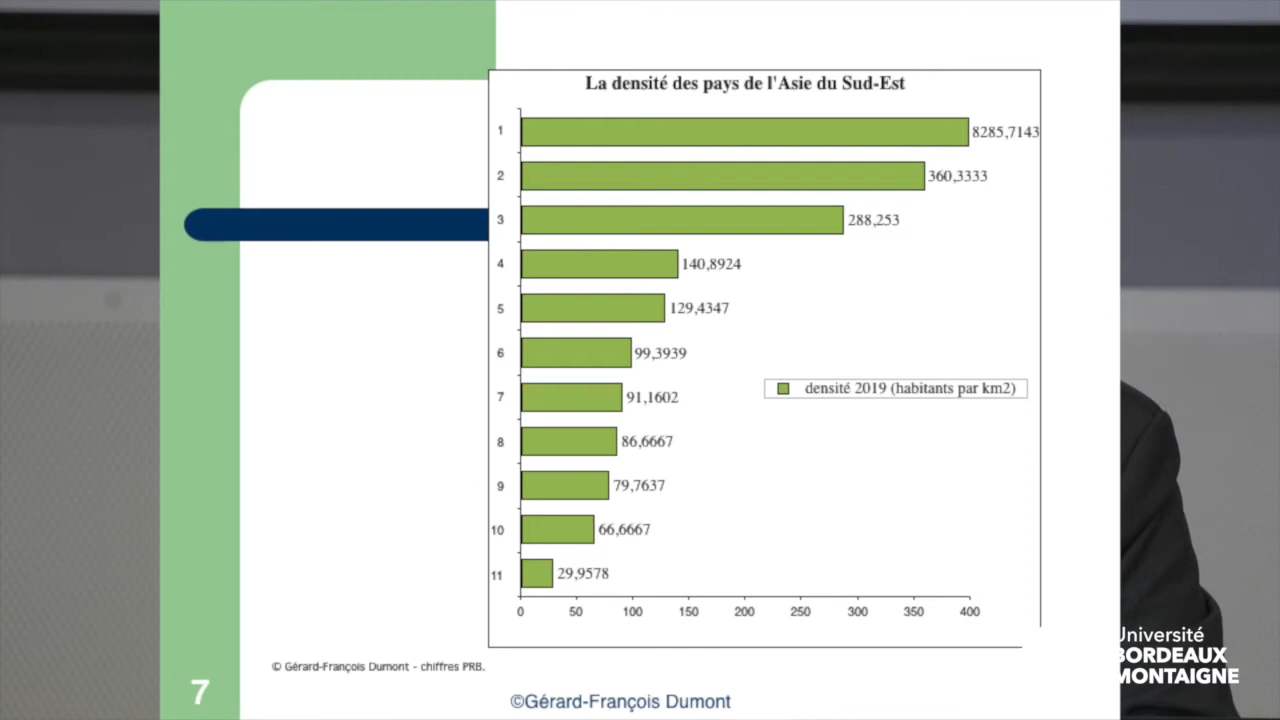 La densité des pays de l'Asie du Sud-Est
1 8285,7143
2 360,3333
3 288,253
4 140,8924
5 129,4347
6 99,3939
7 91,1602
8 86,6667
9 79,7637
10 66,6667
11 29,9578
densité 2019 (habitants par km2)
0 50 100 150 200 250 300 350 400
© Gérard-François Dumont - chiffres PRB.
7
©Gérard-François Dumont
Université
BORDEAUX
MONTAIGNE